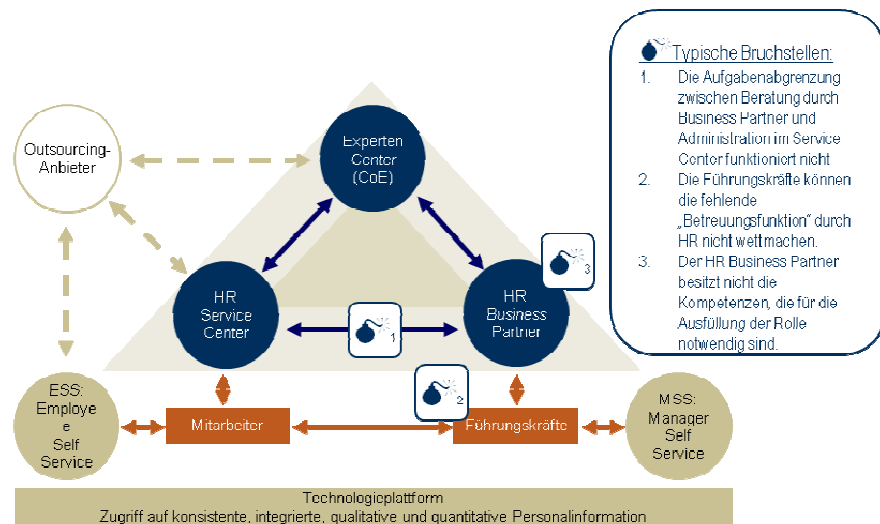 Typische Bruchstellen:
1. Die Aufgabenabgrenzung
zwischen Beratung durch
Business Partner und
Administration im Service
Center funktioniert nicht
2. Die Führungskräfte können
die fehlende
„Betreuungsfunktion“ durch
HR nicht wettmachen.
3. Der HR Business Partner
besitzt nicht die
Kompetenzen, die für die
Ausfüllung der Rolle
notwendig sind.
Experten
Center
(CoE)
Outsourcing-
Anbieter
HR
Service
Center
1
HR
Business
Partner
3
2
ESS:
Employe
e
Self
Service
Mitarbeiter
Führungskräfte
MSS:
Manager
Self
Service
Technologieplattform
Zugriff auf konsistente, integrierte, qualitative und quantitative Personalinformation